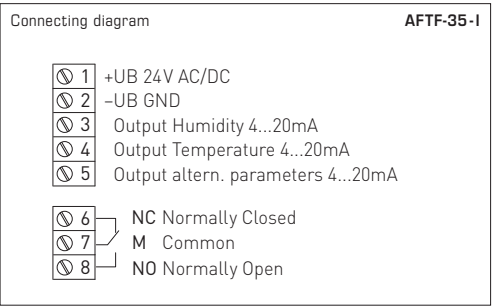 Connecting diagram AFTF-35-I
1 +UB 24V AC/DC
2 –UB GND
3 Output Humidity 4...20mA
4 Output Temperature 4...20mA
5 Output altern. parameters 4...20mA
6 NC Normally Closed
7 M Common
8 NO Normally Open